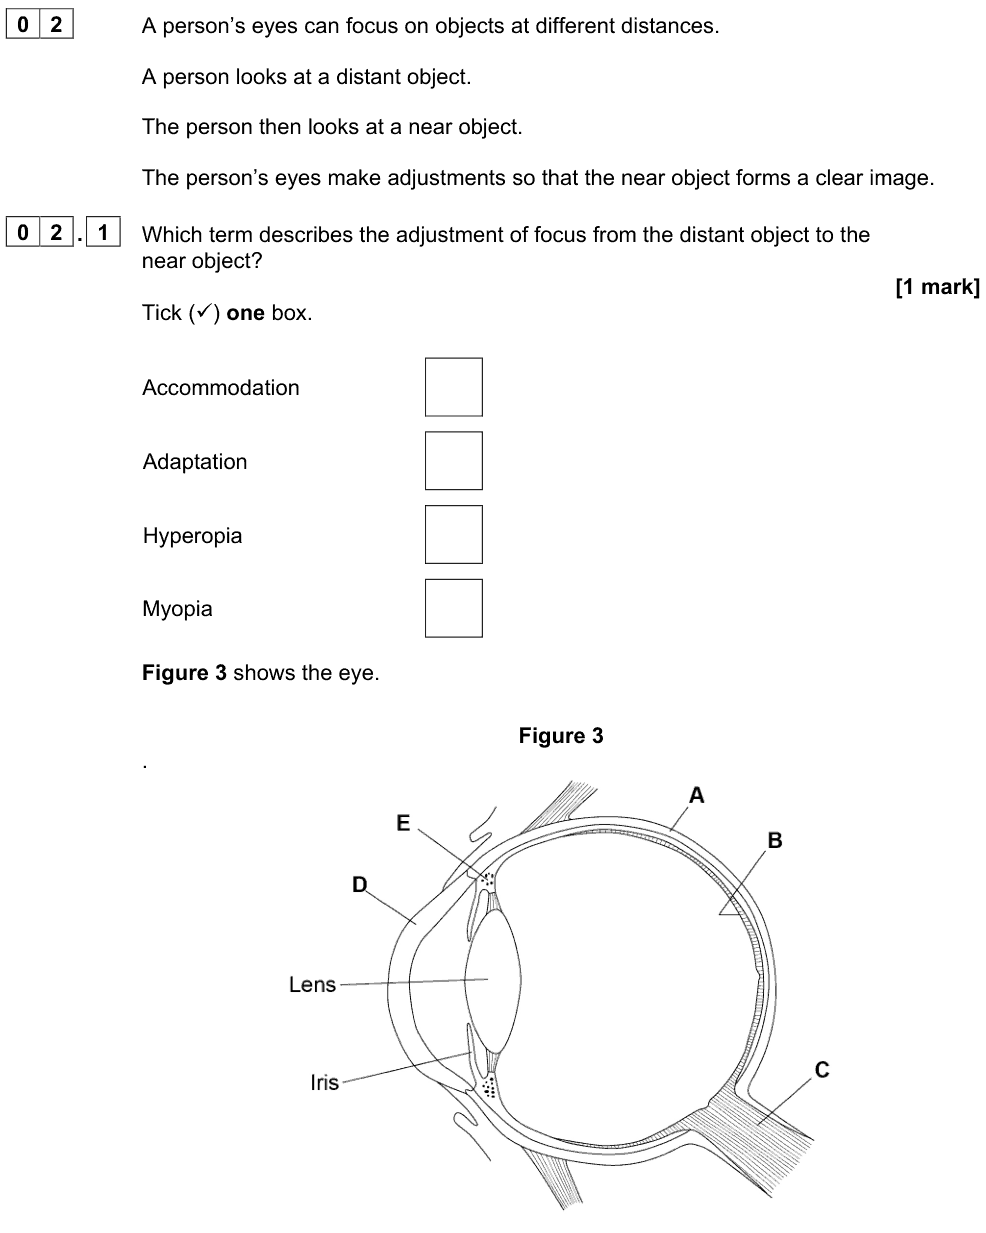 0 2 A person's eyes can focus on objects at different distances.
A person looks at a distant object.
The person then looks at a near object.
The person's eyes make adjustments so that the near object forms a clear image.
0 2 . 1 Which term describes the adjustment of focus from the distant object to the
near object?
[1 mark]
Tick (✓) one box.
Accommodation
Adaptation
Hyperopia
Myopia
Figure 3 shows the eye.
Figure 3
.
A
E
B
D
Lens
C
Iris